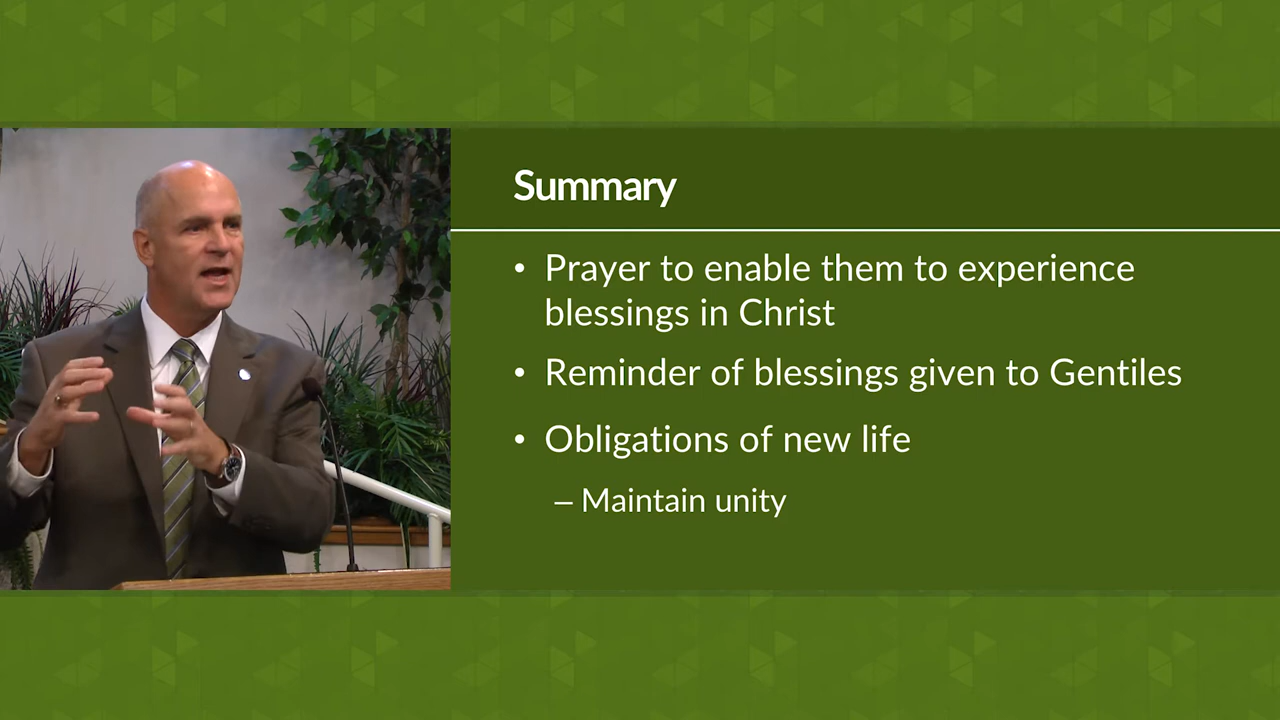 Summary
• Prayer to enable them to experience
blessings in Christ
• Reminder of blessings given to Gentiles
• Obligations of new life
– Maintain unity